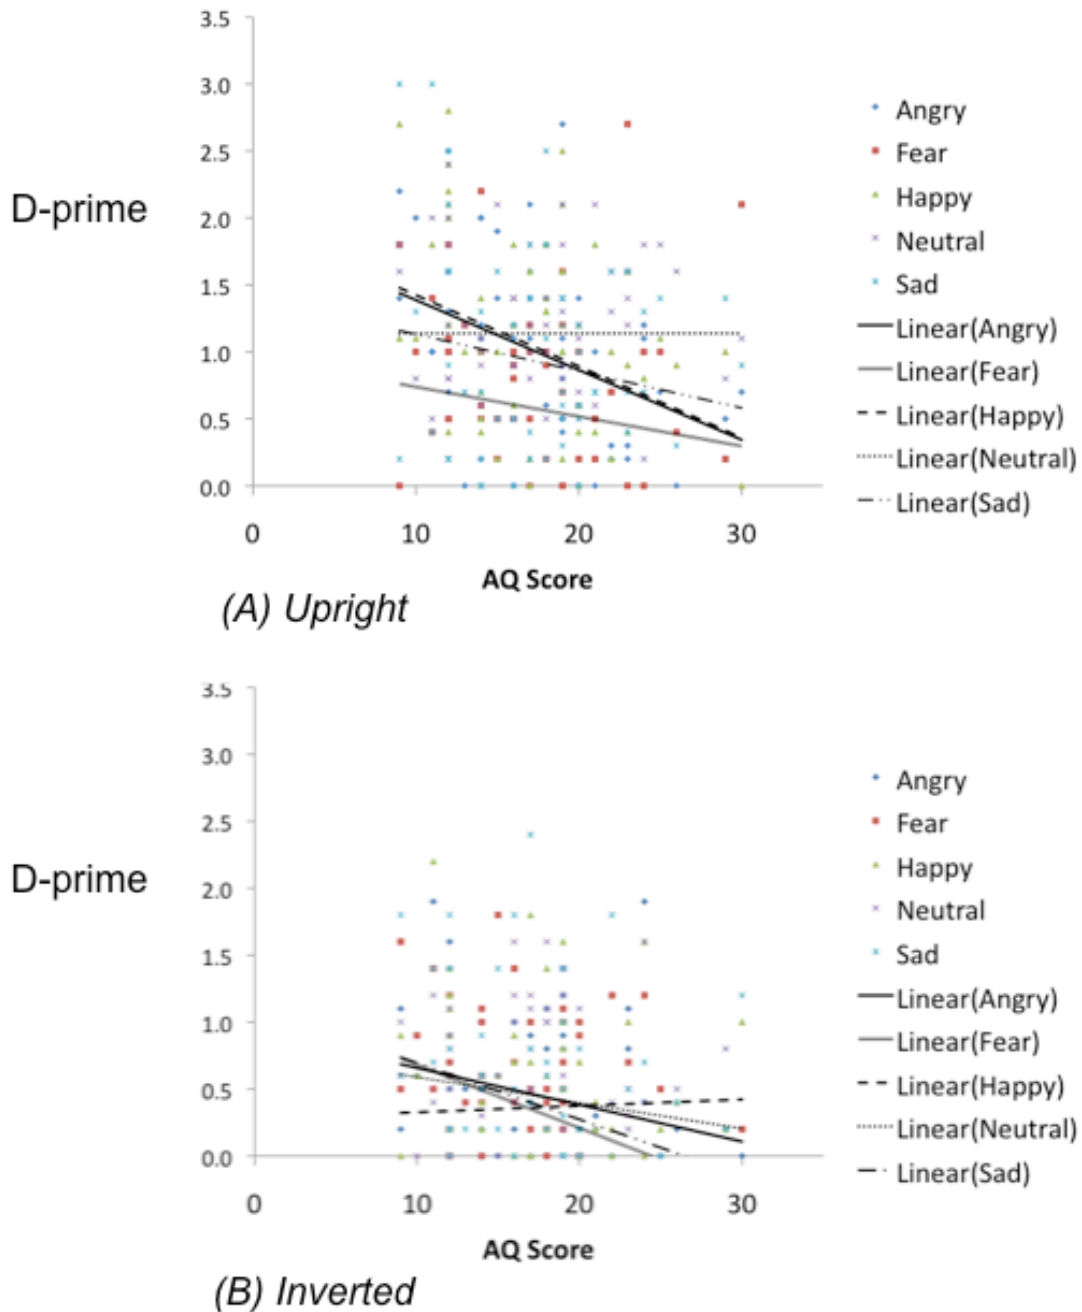 3.5
3.0
2.5
D-prime
2.0
1.5
1.0
0.5
0.0
0 10 20 30
AQ Score
Angry
Fear
Happy
Neutral
Sad
Linear(Angry)
Linear(Fear)
Linear(Happy)
Linear(Neutral)
Linear(Sad)
(A) Upright
3.5
3.0
2.5
2.0
D-prime
1.5
1.0
0.5
0.0
0 10 20 30
AQ Score
Angry
Fear
Happy
Neutral
Sad
Linear(Angry)
Linear(Fear)
Linear(Happy)
Linear(Neutral)
Linear(Sad)
(B) Inverted